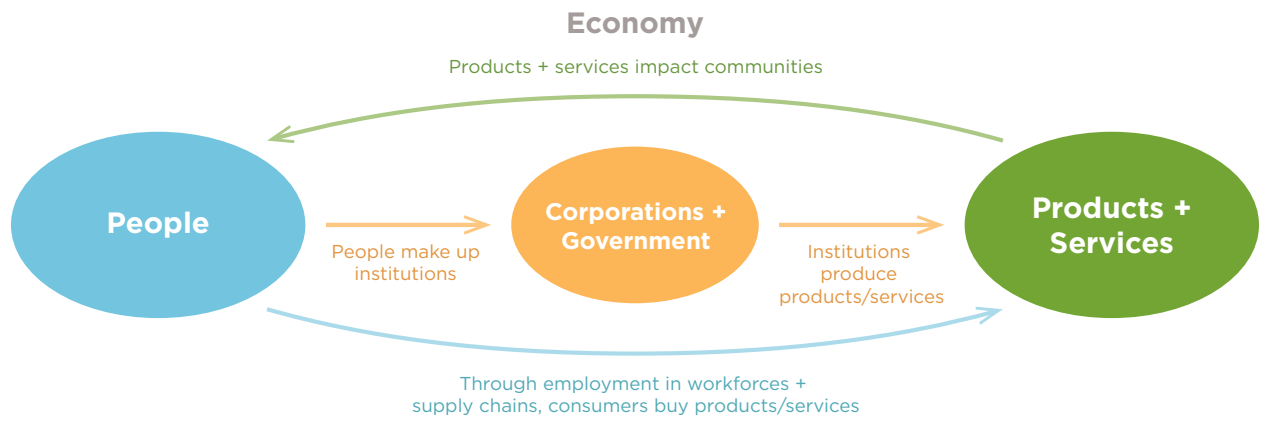 Economy
Products + services impact communities
People
People make up
institutions
Corporations +
Government
Institutions
produce
products/services
Products +
Services
Through employment in workforces +
supply chains, consumers buy products/services